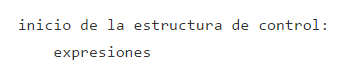 inicio de la estructura de control:
    expresiones